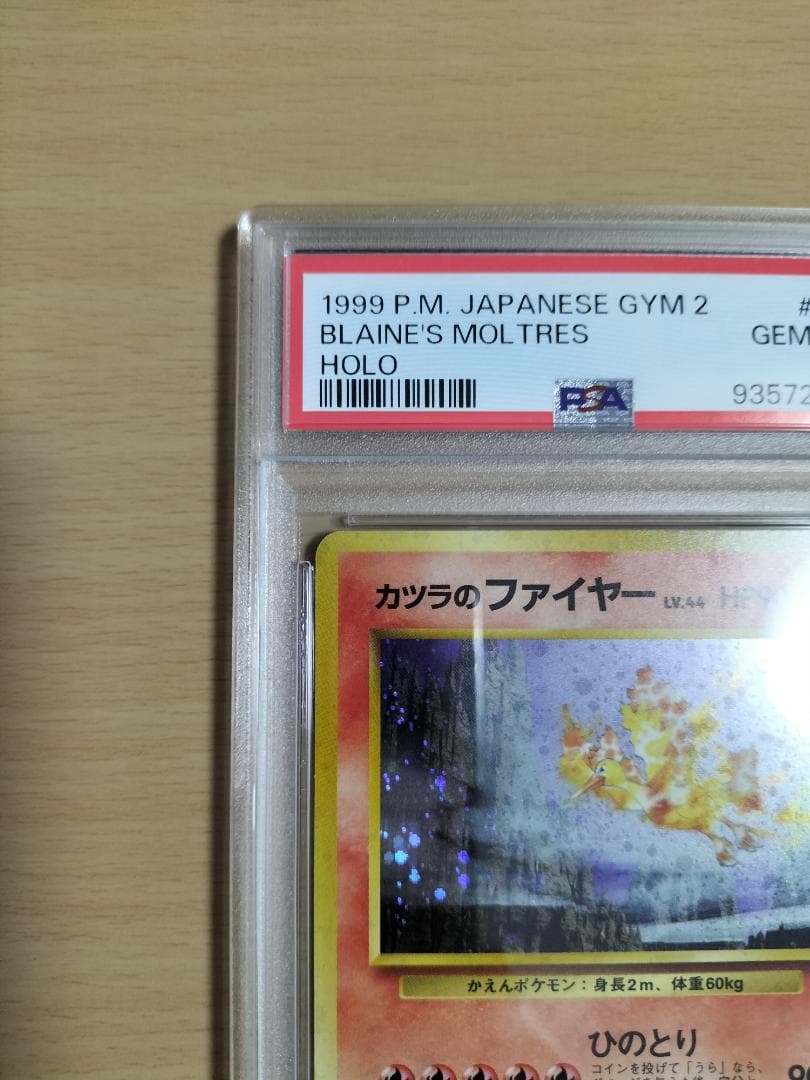 1999 P.M. JAPANESE GYM 2 #
BLAINE'S MOLTRES GEM
HOLO
PSA 93572
カツラのファイヤー LV.44 HP90
かえんポケモン：身長2m、体重60kg
ひのとり
コインを投げて「うら」なら、